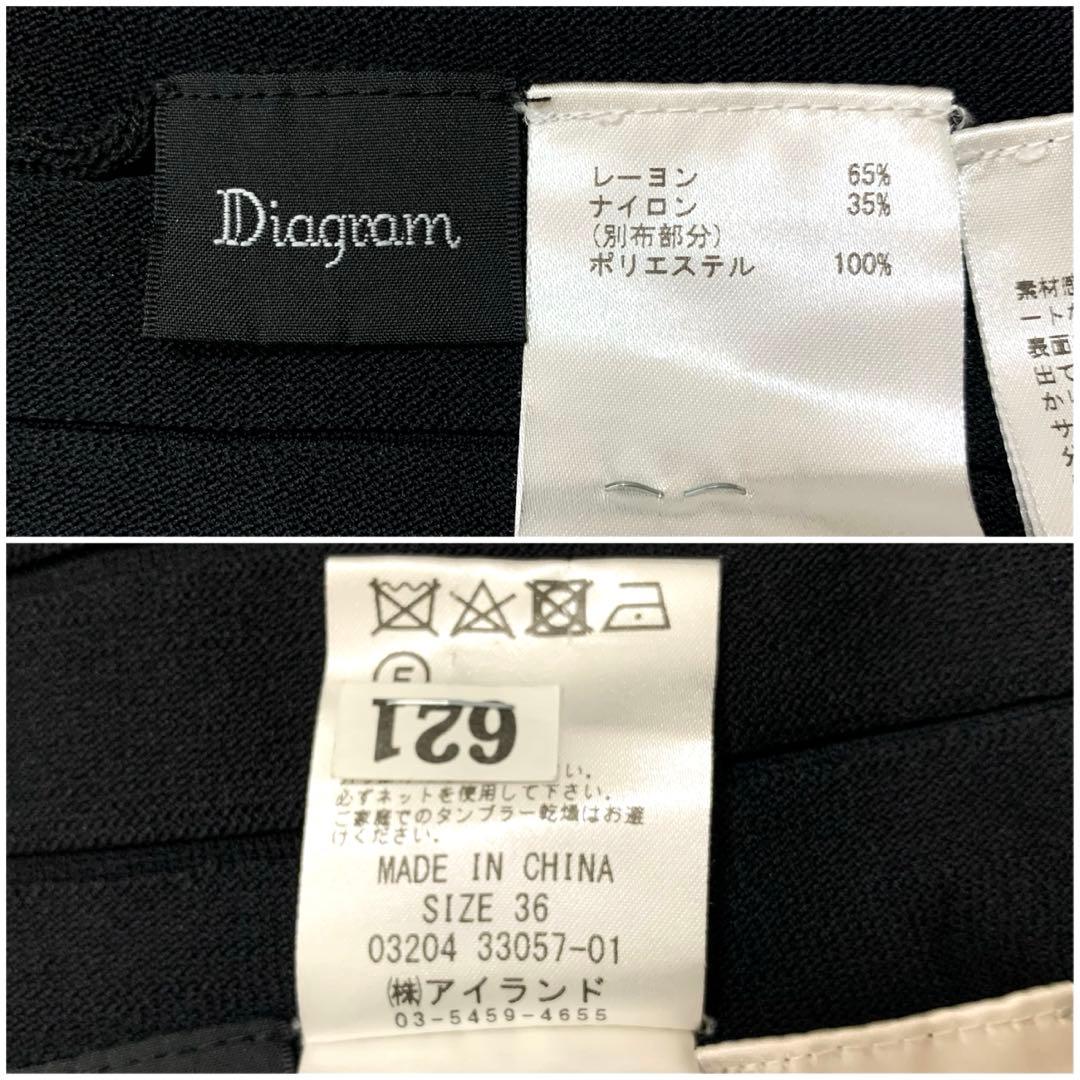 Diagram
レーヨン 65%
ナイロン 35%
(別布部分)
ポリエステル 100%
素材感
ート
表面
出て
か
サ
F
621
い。
必ずネットを使用して下さい。
ご家庭でのタンブラー乾燥はお避
けください。
MADE IN CHINA
SIZE 36
03204 33057-01
(株)アイランド
03-5459-4655